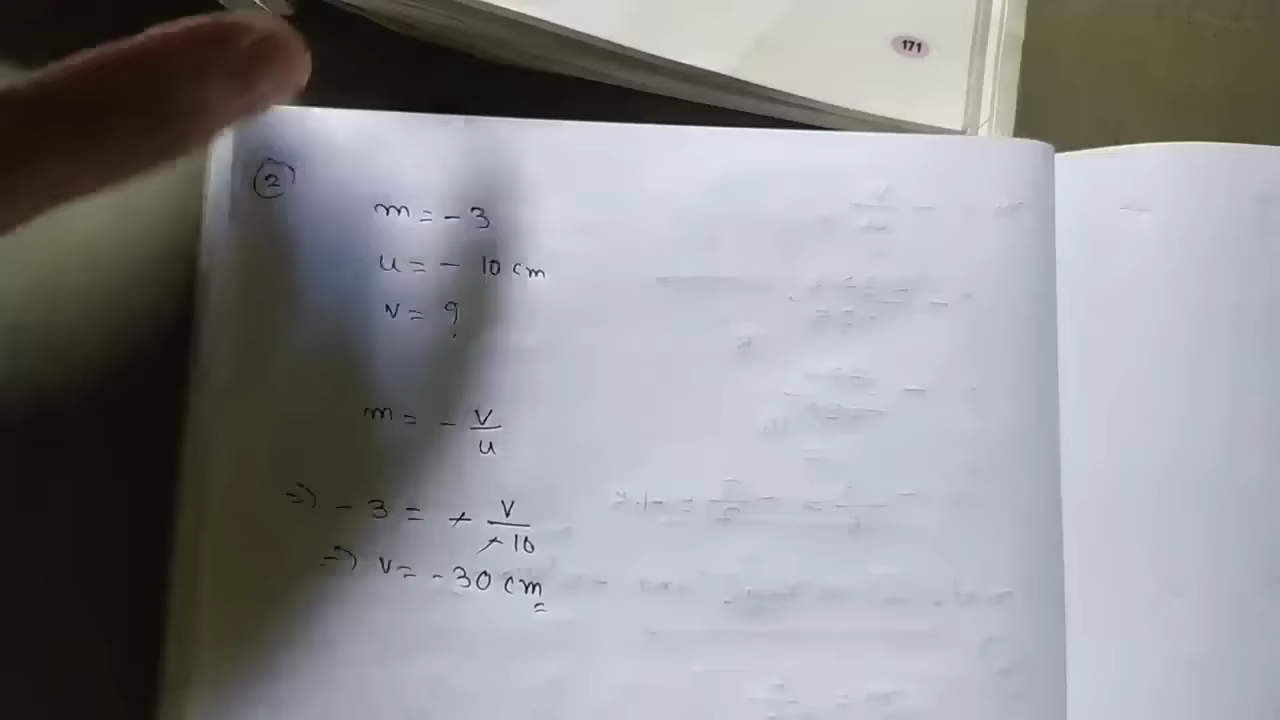 171
②
m = - 3
u = - 10 cm
v = ?
m = - v/u
=> - 3 = - v/-10
=> v = - 30 cm